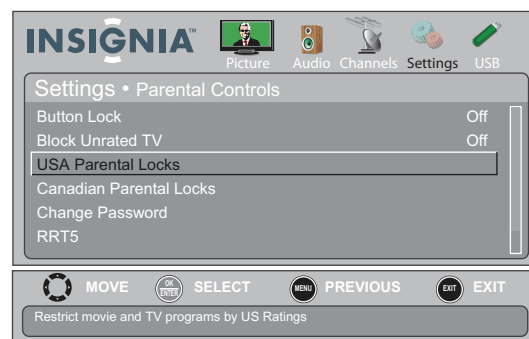 INSIGNIA™
Picture Audio Channels Settings USB
Settings • Parental Controls
Button Lock Off
Block Unrated TV Off
USA Parental Locks
Canadian Parental Locks
Change Password
RRT5
MOVE OK ENTER SELECT MENU PREVIOUS EXIT EXIT
Restrict movie and TV programs by US Ratings